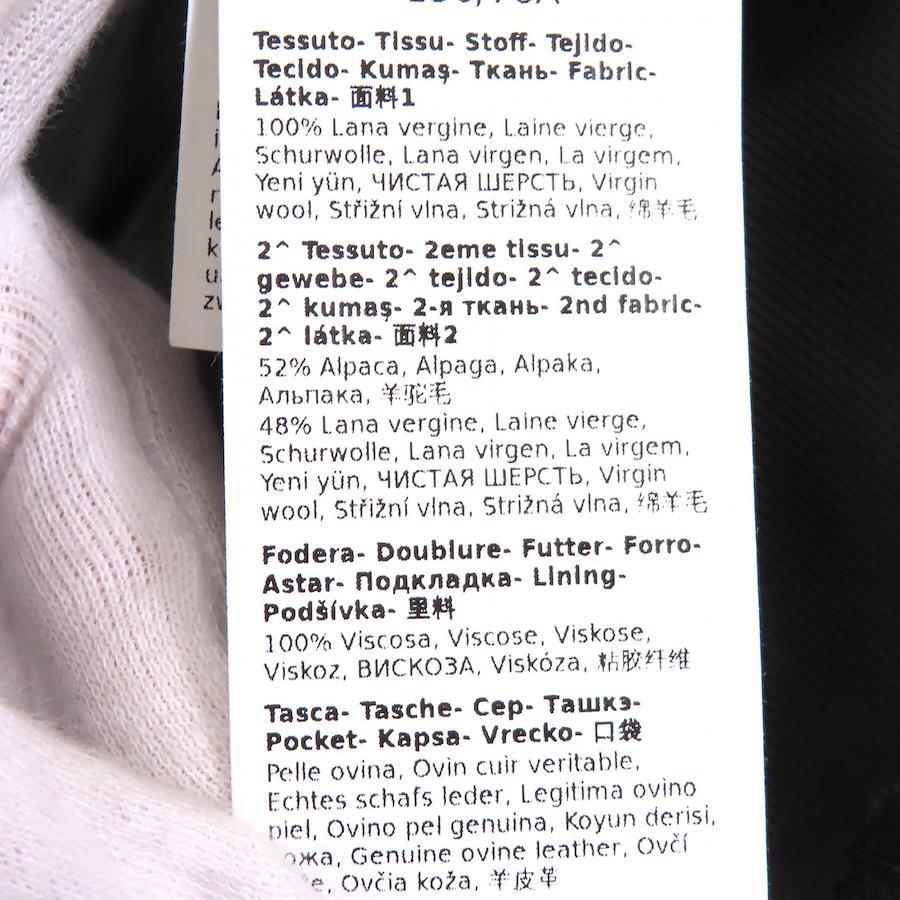 Tessuto- Tissu- Stoff- Tejido-
Tecido- Kumaş- Ткань- Fabric-
Látka- 面料1
100% Lana vergine, Laine vierge,
Schurwolle, Lana virgen, La virgem,
Yeni yün, ЧИСТАЯ ШЕРСТЬ, Virgin
wool, Střižní vlna, Strižná vlna, 绵羊毛
2^ Tessuto- 2eme tissu- 2^
gewebe- 2^ tejido- 2^ tecido-
2^ kumaş- 2-я ткань- 2nd fabric-
2^ látka- 面料2
52% Alpaca, Alpaga, Alpaka,
Альпака, 羊驼毛
48% Lana vergine, Laine vierge,
Schurwolle, Lana virgen, La virgem,
Yeni yün, ЧИСТАЯ ШЕРСТЬ, Virgin
wool, Střižní vlna, Strižná vlna, 绵羊毛
Fodera- Doublure- Futter- Forro-
Astar- Подкладка- Lining-
Podšívka- 里料
100% Viscosa, Viscose, Viskose,
Viskoz, ВИСКОЗА, Viskóza, 粘胶纤维
Tasca- Tasche- Cep- Ташкэ-
Pocket- Kapsa- Vrecko- 口袋
Pelle ovina, Ovin cuir veritable,
Echtes schafs leder, Legitima ovino
piel, Ovino pel genuina, Koyun derisi,
Genuine ovine leather, Ovčí
Ovčia koža, 羊皮革